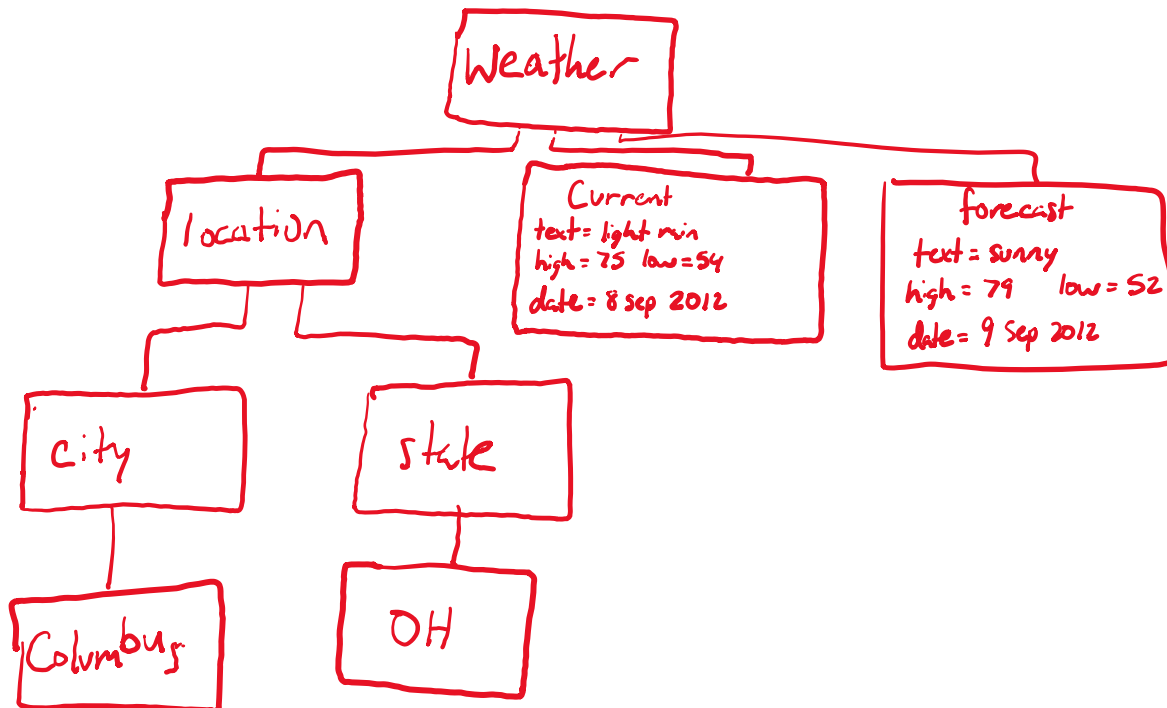 Weather
location
Current
text = light rain
high = 75 low = 54
date = 8 sep 2012
forecast
text = sunny
high = 79 low = 52
date = 9 Sep 2012
city
state
Columbus
OH